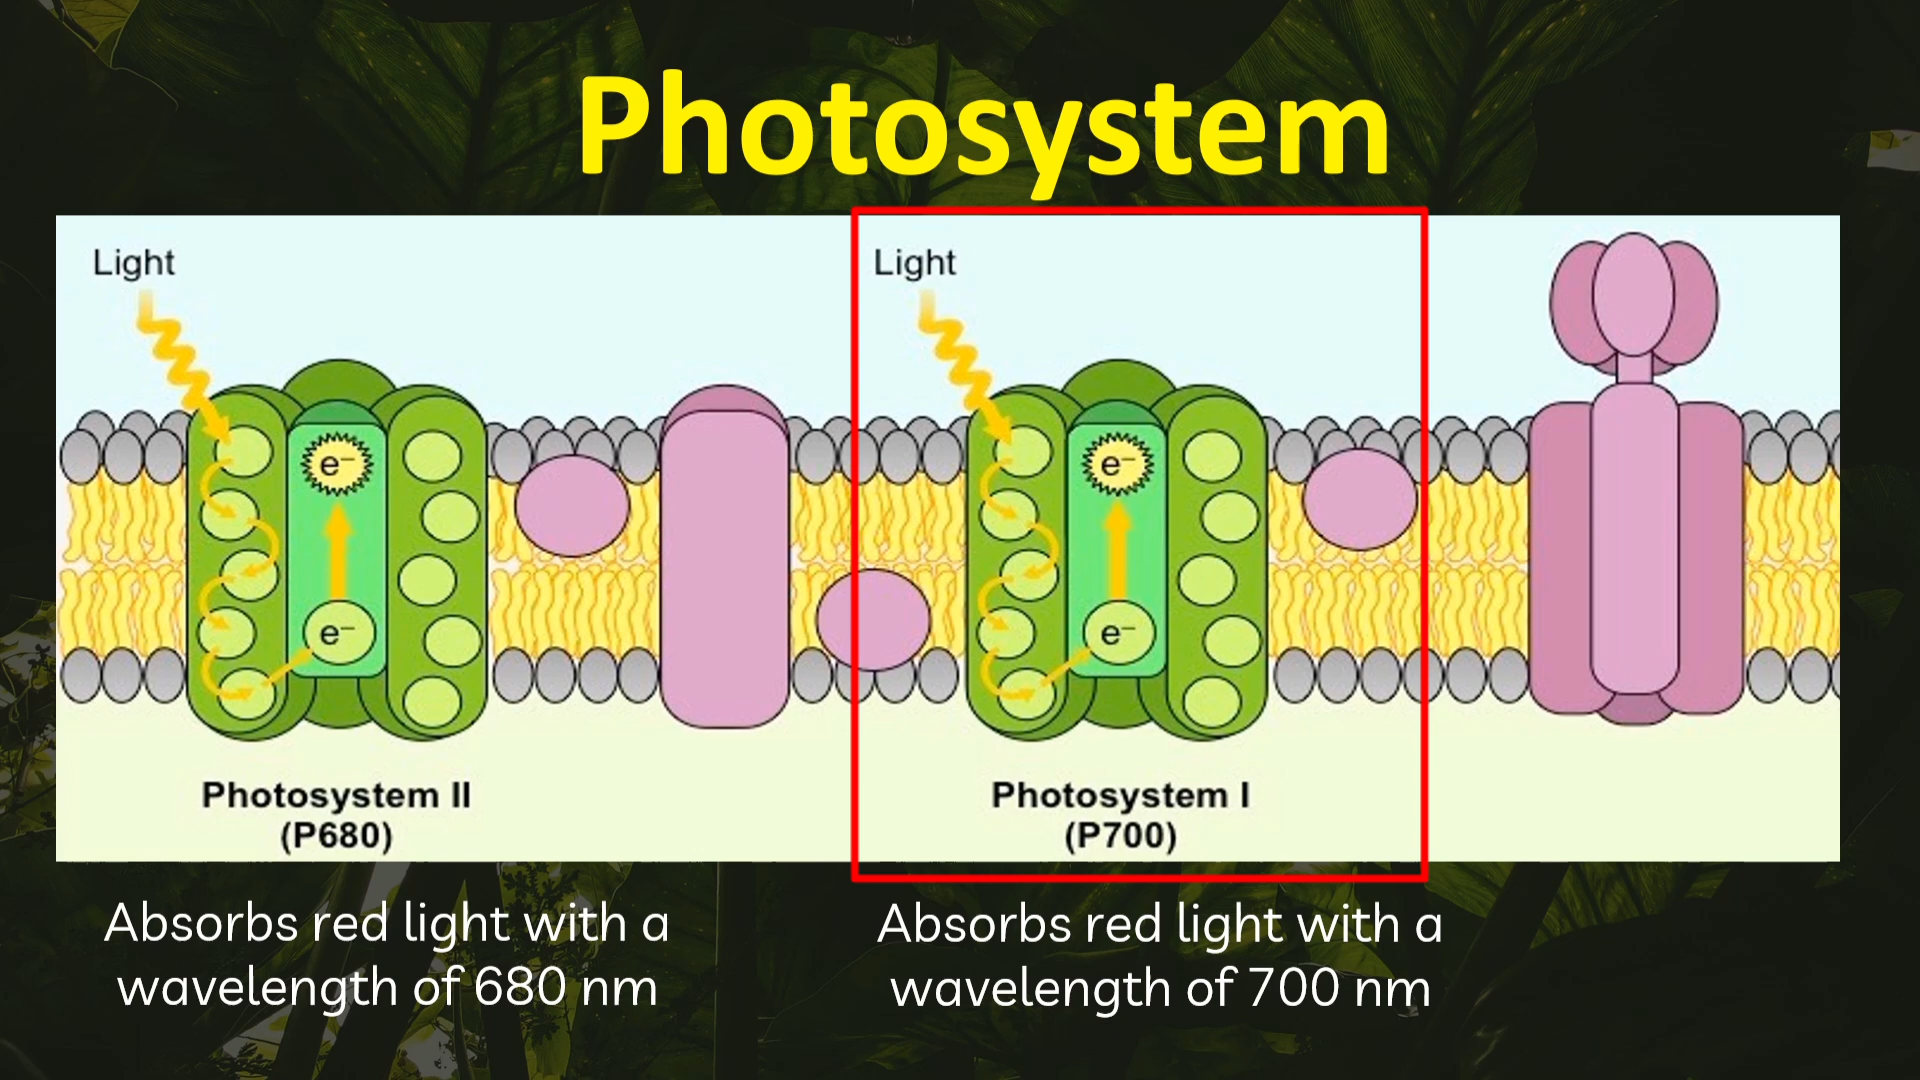 Photosystem
Light
Light
e⁻
e⁻
e⁻
e⁻
Photosystem II
(P680)
Photosystem I
(P700)
Absorbs red light with a
wavelength of 680 nm
Absorbs red light with a
wavelength of 700 nm